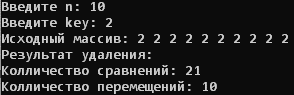 Введите n: 10
Введите key: 2
Исходный массив: 2 2 2 2 2 2 2 2 2 2
Результат удаления:
Колличество сравнений: 21
Колличество перемещений: 10